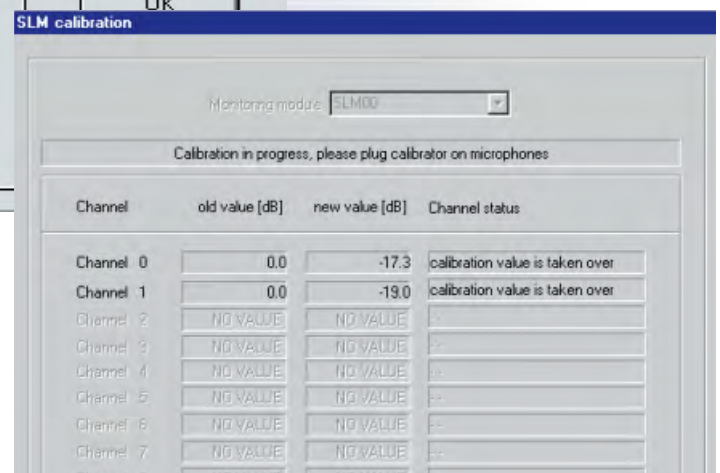 OK
SLM calibration
Monitoring module SLM00
Calibration in progress, please plug calibrator on microphones
Channel old value [dB] new value [dB] Channel status
Channel 0 0.0 -17.3 calibration value is taken over
Channel 1 0.0 -19.0 calibration value is taken over
Channel 2 NO VALUE NO VALUE --
Channel 3 NO VALUE NO VALUE --
Channel 4 NO VALUE NO VALUE --
Channel 5 NO VALUE NO VALUE --
Channel 6 NO VALUE NO VALUE --
Channel 7 NO VALUE NO VALUE --